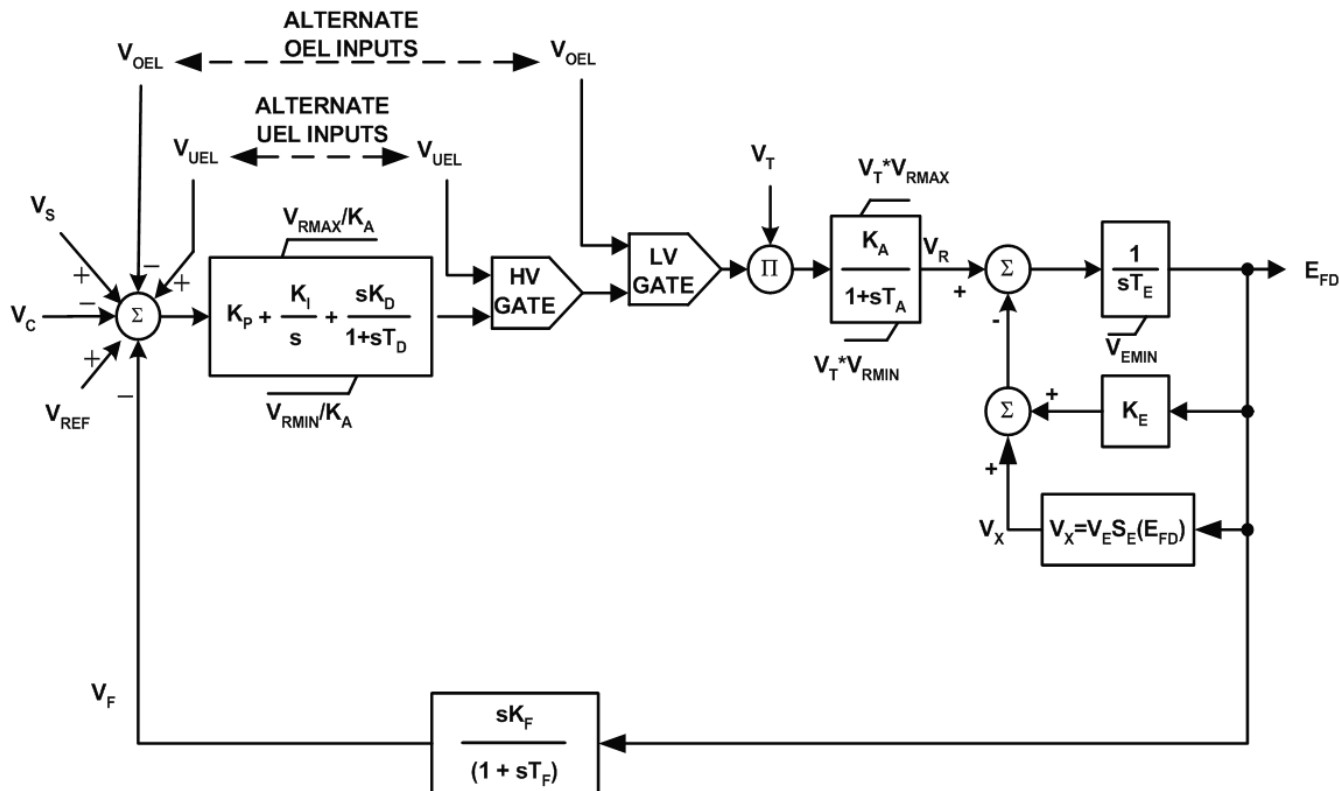 ALTERNATE
OEL INPUTS
V_OEL
V_OEL
ALTERNATE
UEL INPUTS
V_UEL
V_UEL
V_T
V_T*V_RMAX
V_S
V_RMAX/K_A
+
−
+
−
+
−
V_C
Σ
V_REF
K_P + K_I/s + sK_D/1+sT_D
V_RMIN/K_A
HV
GATE
LV
GATE
Π
K_A
1+sT_A
V_R
V_T*V_RMIN
+
Σ
-
1
sT_E
E_FD
V_EMIN
Σ
+
K_E
+
V_X
V_X=V_E S_E(E_FD)
V_F
sK_F
(1 + sT_F)